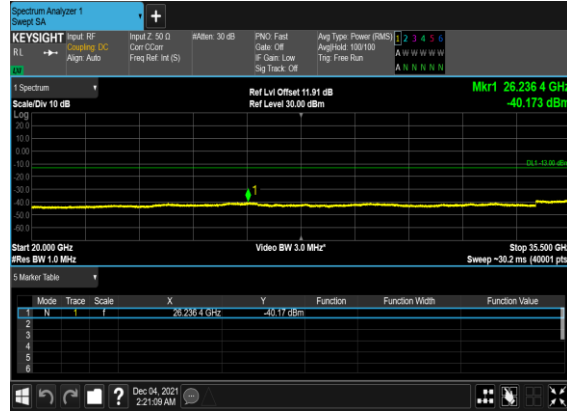 Spectrum Analyzer 1
Swept SA
+
KEYSIGHT Input: RF Input Z: 50 Ω #Atten: 30 dB PNO: Fast Avg Type: Power (RMS) 1 2 3 4 5 6
RL Coupling: DC Corr CCorr Gate: Off Avg|Hold: 100/100 A W W W W W
Align: Auto Freq Ref: Int (S) IF Gain: Low Trig: Free Run
Sig Track: Off A N N N N N
LW
1 Spectrum Ref Lvl Offset 11.91 dB Mkr1 26.236 4 GHz
Scale/Div 10 dB Ref Level 30.00 dBm -40.173 dBm
Log
20.0
10.0
0.00
-10.0 DL1 -13.00 dBm
-20.0
-30.0
1
-40.0
-50.0
-60.0
Start 20.000 GHz Video BW 3.0 MHz* Stop 35.500 GHz
#Res BW 1.0 MHz Sweep ~30.2 ms (40001 pts)
5 Marker Table
Mode Trace Scale X Y Function Function Width Function Value
1 N 1 f 26.236 4 GHz -40.17 dBm
2
3
4
5
6
? Dec 04, 2021
2:21:09 AM